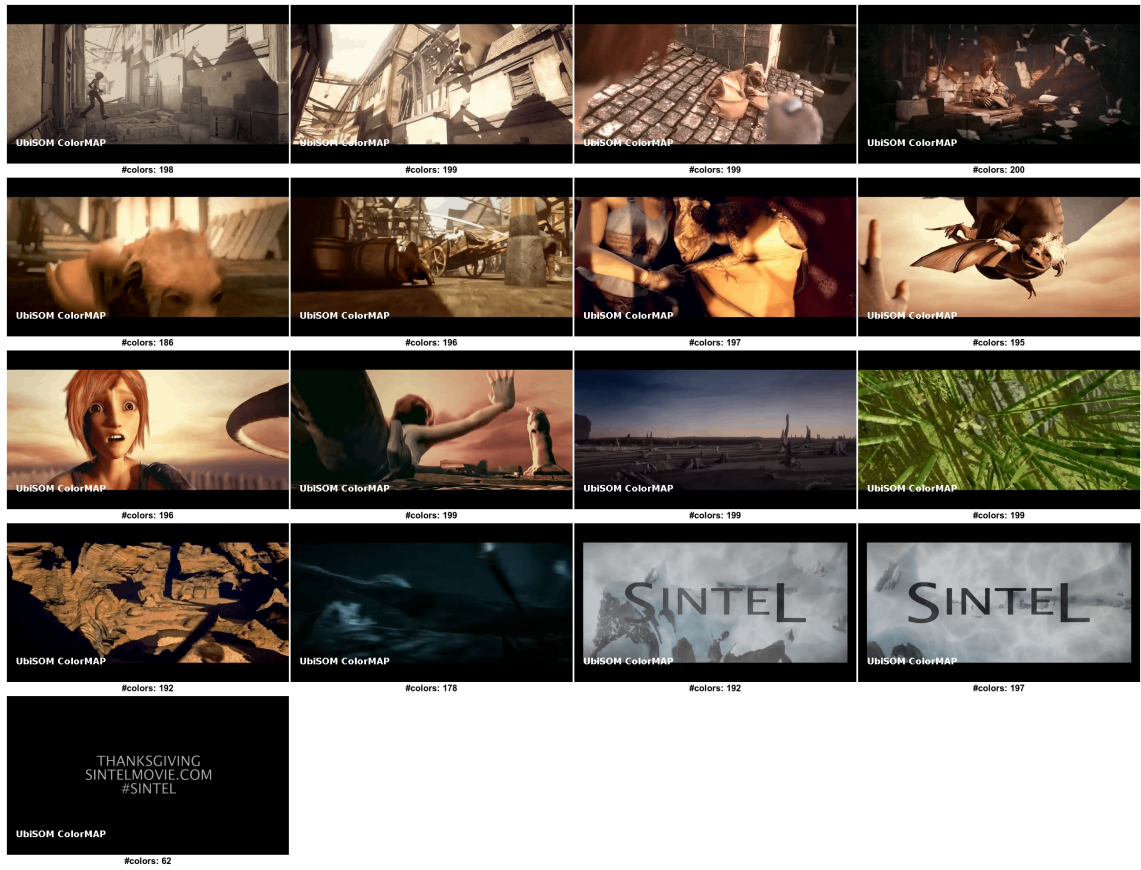 UbiSOM ColorMAP
UbiSOM ColorMAP
UbiSOM ColorMAP
UbiSOM ColorMAP
#colors: 198
#colors: 199
#colors: 199
#colors: 200
UbiSOM ColorMAP
UbiSOM ColorMAP
UbiSOM ColorMAP
UbiSOM ColorMAP
#colors: 186
#colors: 196
#colors: 197
#colors: 195
UbiSOM ColorMAP
UbiSOM ColorMAP
UbiSOM ColorMAP
UbiSOM ColorMAP
#colors: 196
#colors: 199
#colors: 199
#colors: 199
SINTEL
SINTEL
UbiSOM ColorMAP
UbiSOM ColorMAP
UbiSOM ColorMAP
UbiSOM ColorMAP
#colors: 192
#colors: 178
#colors: 192
#colors: 197
THANKSGIVING
SINTELMOVIE.COM
#SINTEL
UbiSOM ColorMAP
#colors: 62